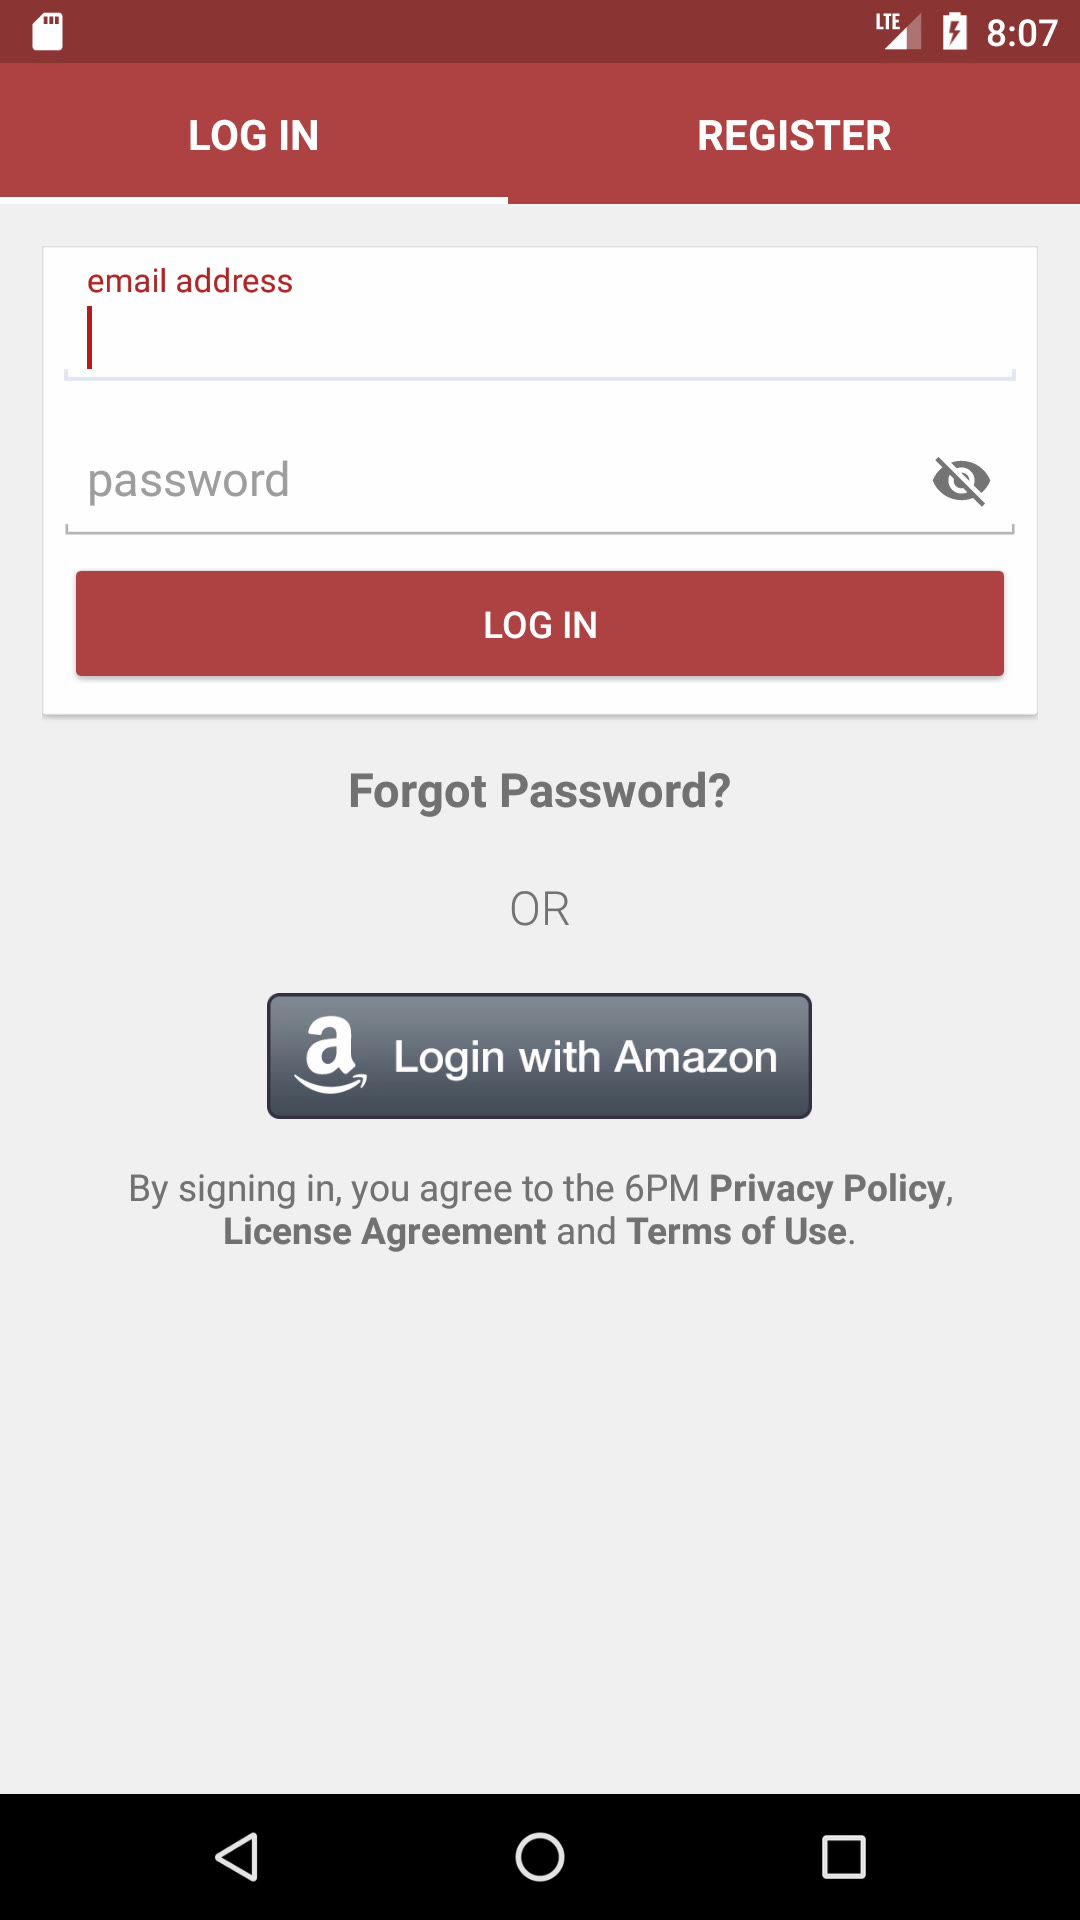 LTE 8:07
LOG IN REGISTER
email address
password
LOG IN
Forgot Password?
OR
a Login with Amazon
By signing in, you agree to the 6PM Privacy Policy,
License Agreement and Terms of Use.